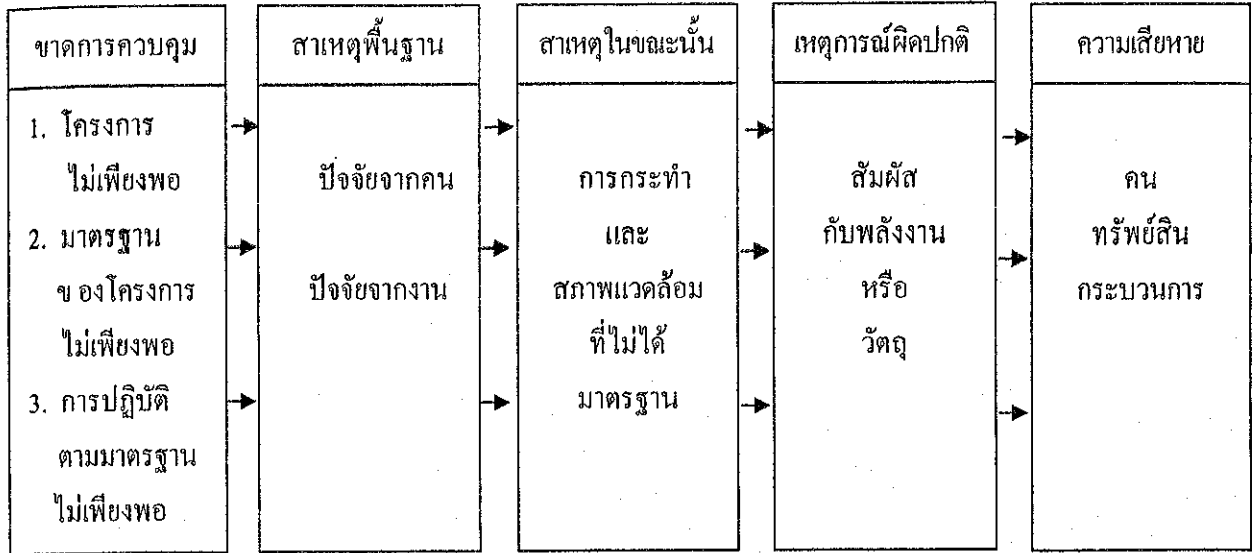 ขาดการควบคุม
1. โครงการ
ไม่เพียงพอ
2. มาตรฐาน
ของโครงการ
ไม่เพียงพอ
3. การปฏิบัติ
ตามมาตรฐาน
ไม่เพียงพอ
สาเหตุพื้นฐาน
ปัจจัยจากคน
ปัจจัยจากงาน
สาเหตุในขณะนั้น
การกระทำ
และ
สภาพแวดล้อม
ที่ไม่ได้
มาตรฐาน
เหตุการณ์ผิดปกติ
สัมผัส
กับพลังงาน
หรือ
วัตถุ
ความเสียหาย
คน
ทรัพย์สิน
กระบวนการ